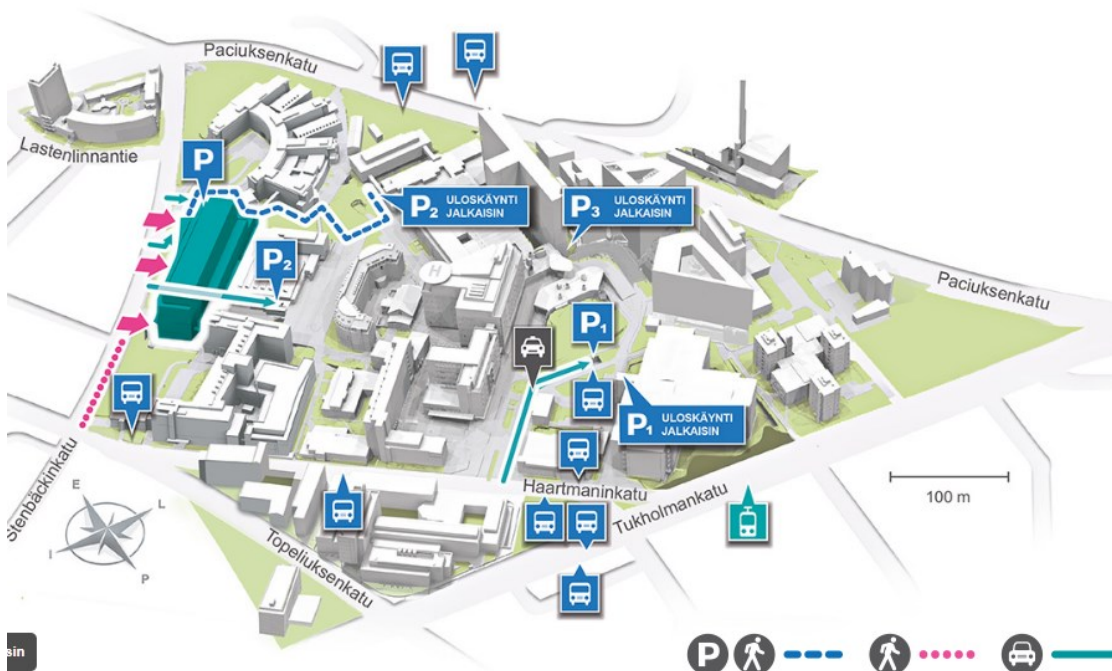 Paciuksenkatu
Lastenlinnantie
P
P2 ULOSKÄYNTI
JALKAISIN
P3 ULOSKÄYNTI
JALKAISIN
P2
H
Paciuksenkatu
P1
P1 ULOSKÄYNTI
JALKAISIN
Stenbäckinkatu
Haartmaninkatu
Tukholmankatu
100 m
Topeliuksenkatu
E
L
I
P
sin
P